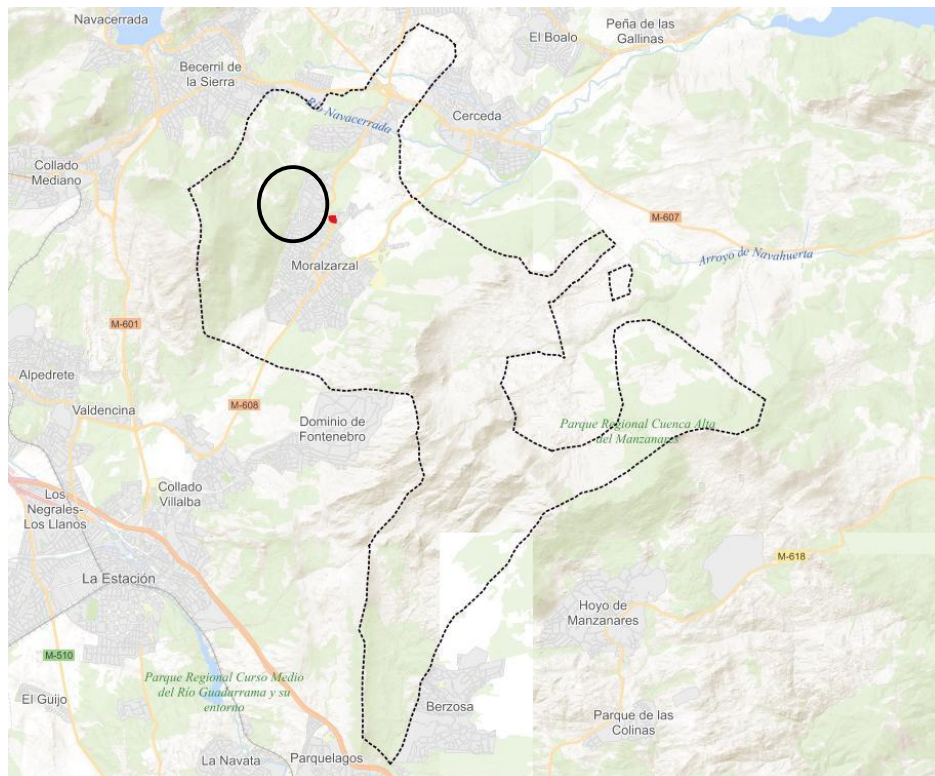 Navacerrada
Peña de las
Gallinas
El Boalo
Becerril de
la Sierra
Río Navacerrada
Cerceda
Collado
Mediano
M-607
Arroyo de Navahuerta
Moralzarzal
M-601
Alpedrete
M-608
Valdencina
Dominio de
Fontenebro
Parque Regional Cuenca Alta
del Manzanares
Collado
Villalba
Los
Negrales-
Los Llanos
M-618
La Estación
Hoyo de
Manzanares
M-510
Parque Regional Curso Medio
del Río Guadarrama y su
entorno
El Guijo
Berzosa
Parque de las
Colinas
La Navata
Parquelagos